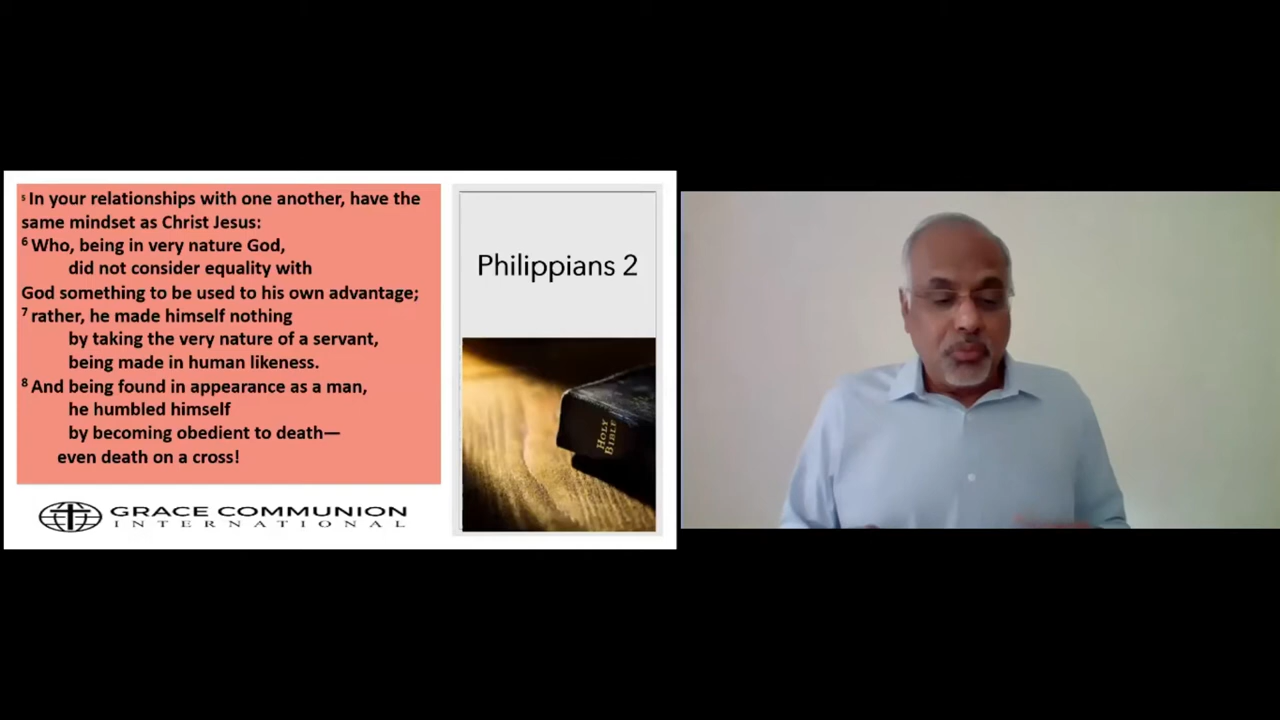 5 In your relationships with one another, have the
same mindset as Christ Jesus:
6 Who, being in very nature God,
did not consider equality with
God something to be used to his own advantage;
7 rather, he made himself nothing
by taking the very nature of a servant,
being made in human likeness.
8 And being found in appearance as a man,
he humbled himself
by becoming obedient to death—
even death on a cross!
GRACE COMMUNION
INTERNATIONAL
Philippians 2
HOLY
BIBLE